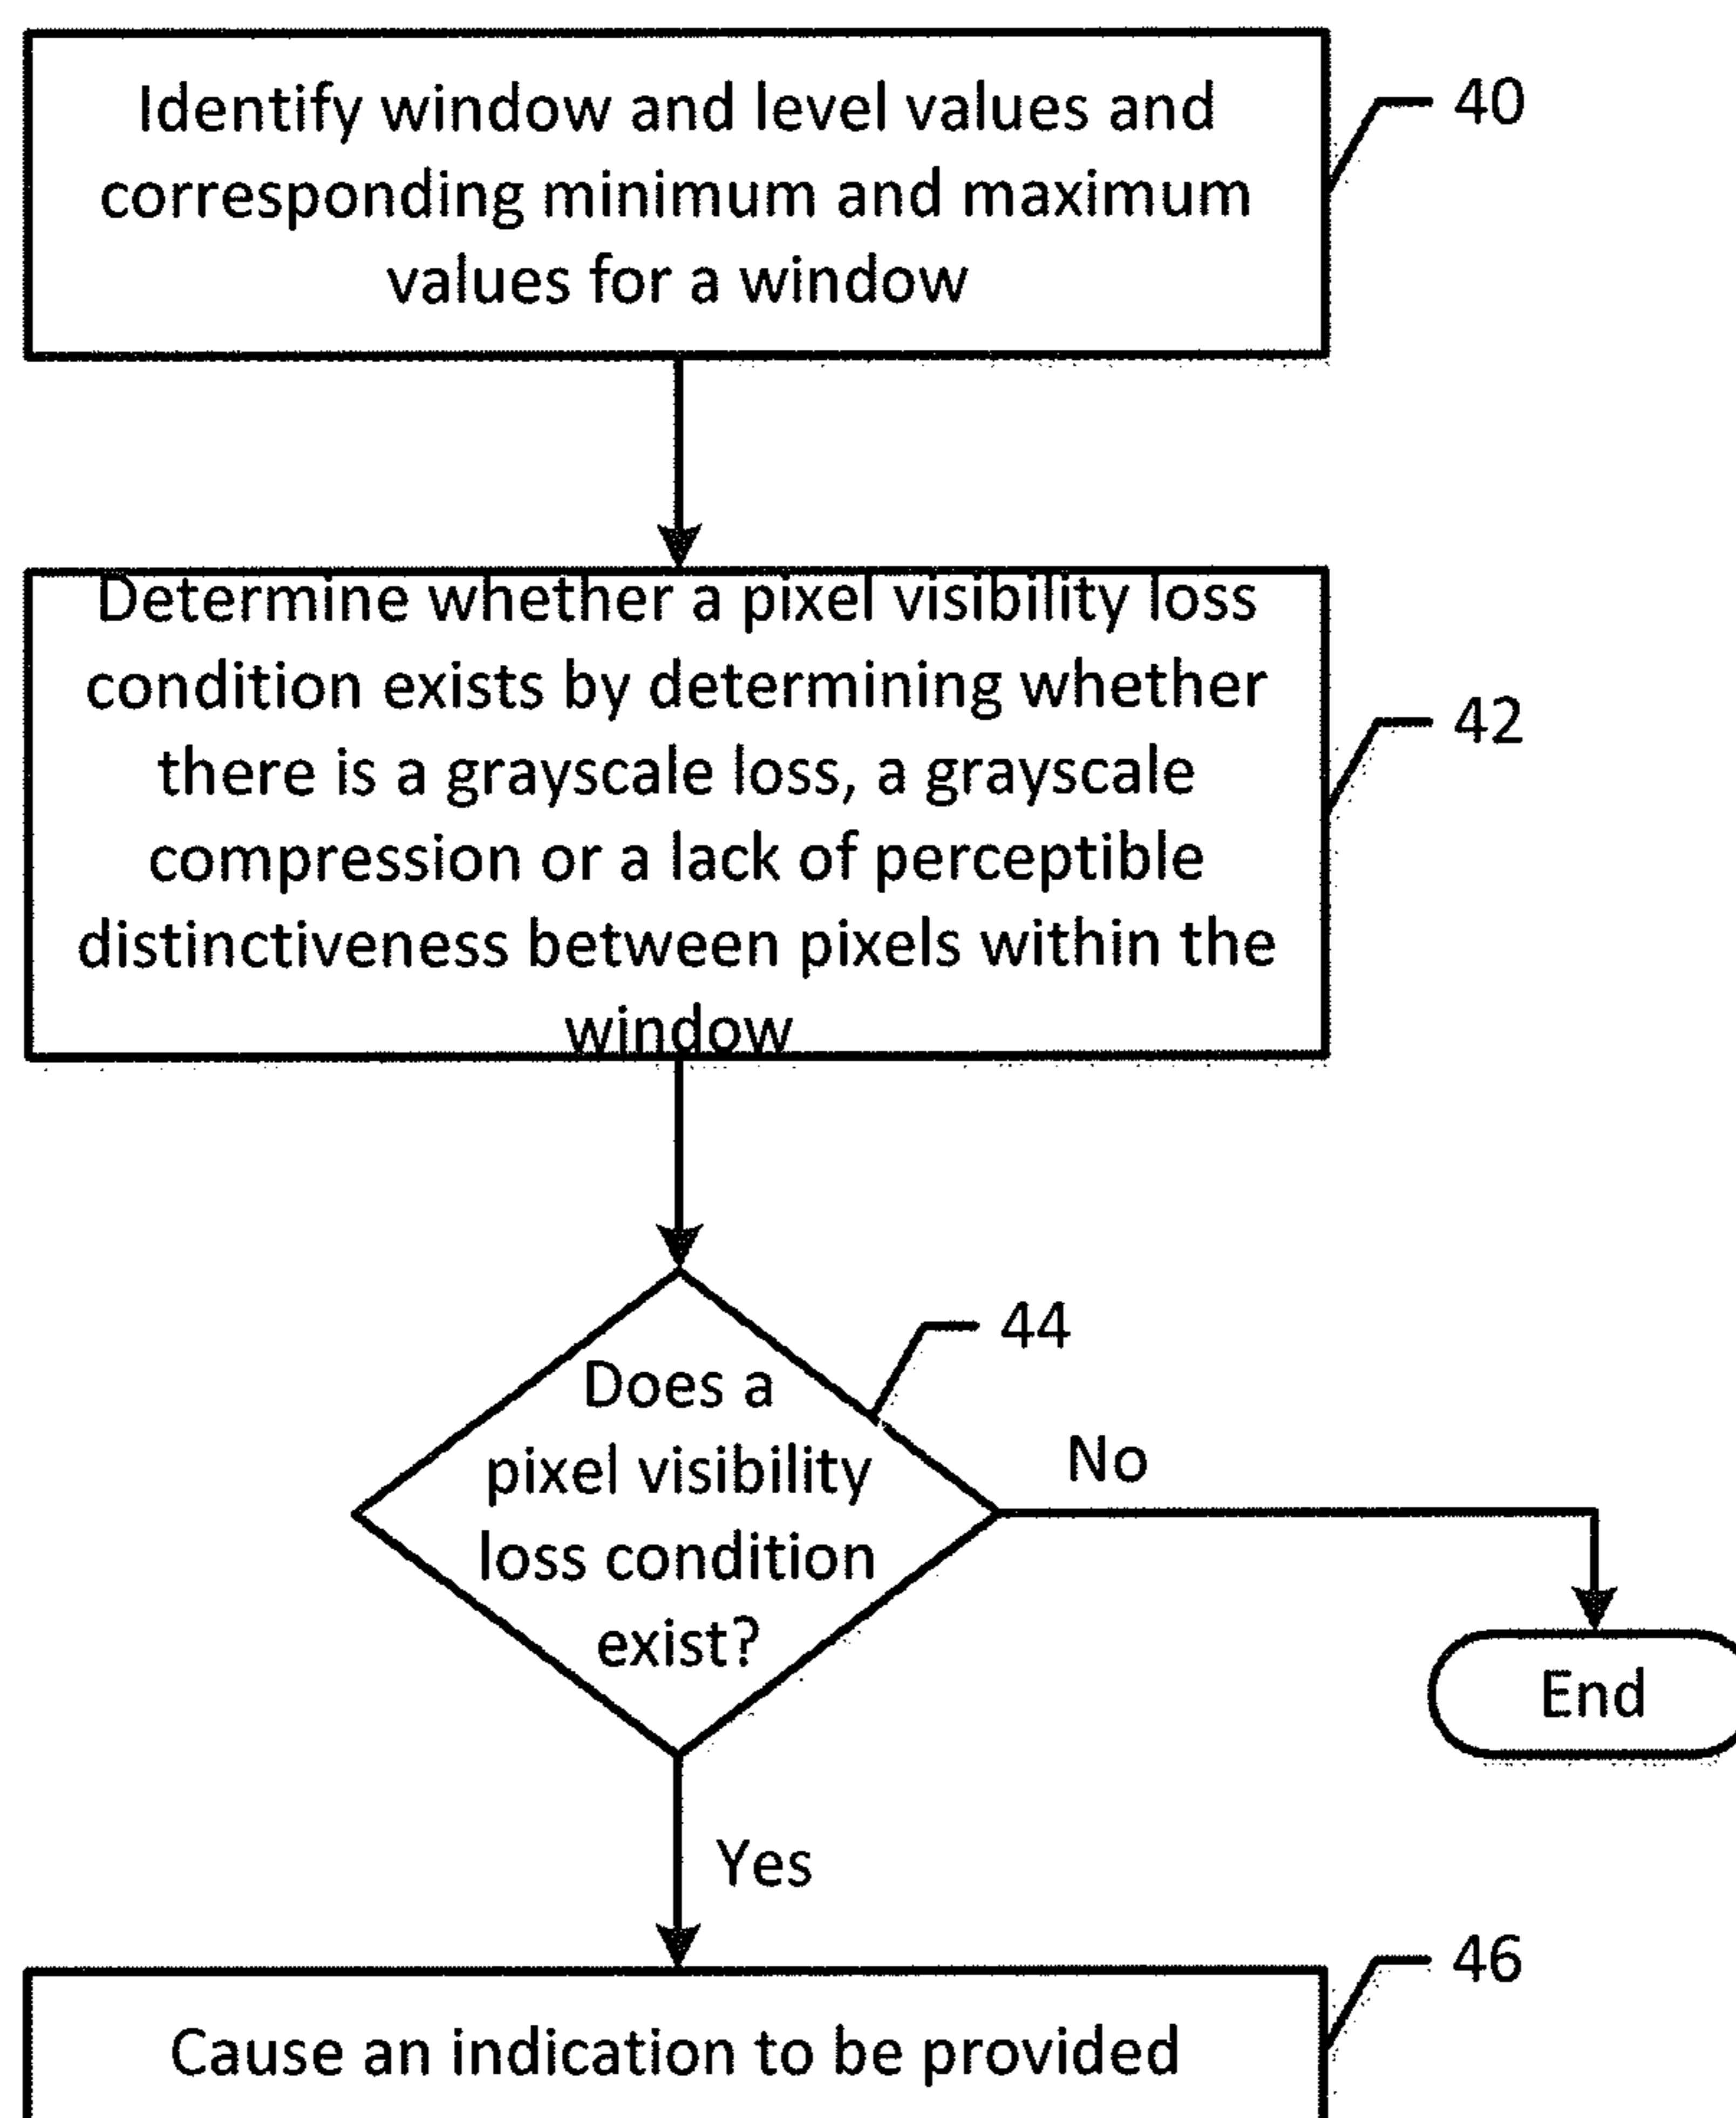 Identify window and level values and
corresponding minimum and maximum
values for a window
40
Determine whether a pixel visibility loss
condition exists by determining whether
there is a grayscale loss, a grayscale
compression or a lack of perceptible
distinctiveness between pixels within the
window
42
Does a
pixel visibility
loss condition
exist?
44
No
End
Yes
Cause an indication to be provided
46